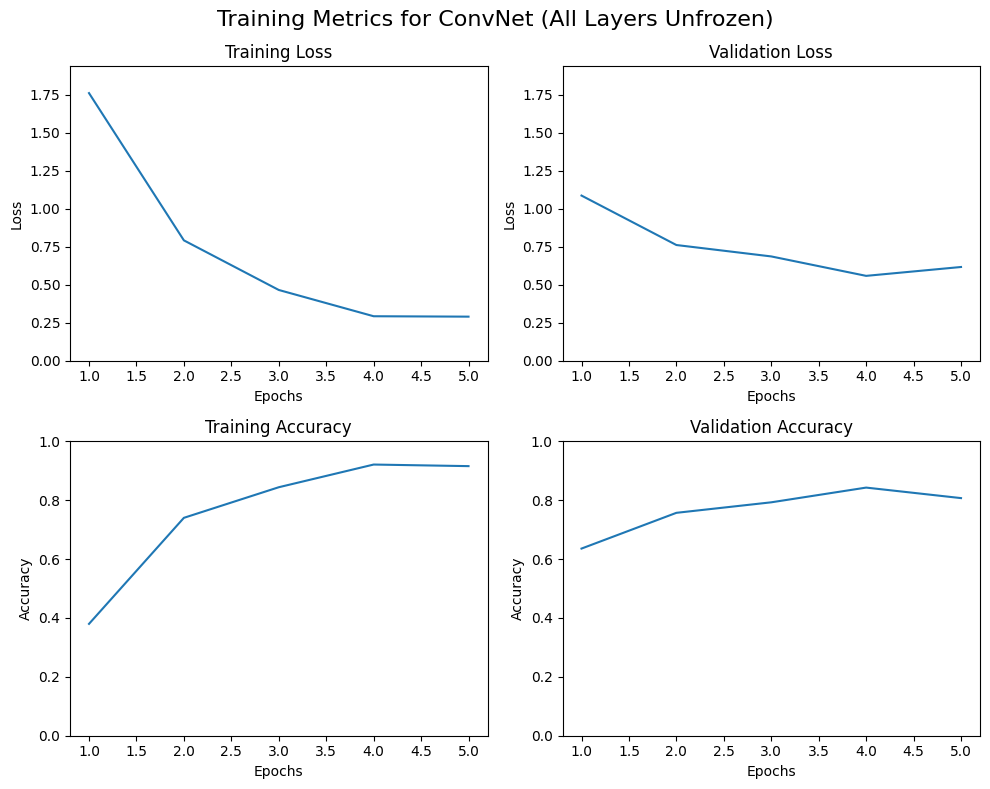 Training Metrics for ConvNet (All Layers Unfrozen)
Training Loss
1.75
1.50
1.25
1.00
0.75
0.50
0.25
0.00
Loss
1.0 1.5 2.0 2.5 3.0 3.5 4.0 4.5 5.0
Epochs
Validation Loss
1.75
1.50
1.25
1.00
0.75
0.50
0.25
0.00
Loss
1.0 1.5 2.0 2.5 3.0 3.5 4.0 4.5 5.0
Epochs
Training Accuracy
1.0
0.8
0.6
0.4
0.2
0.0
Accuracy
1.0 1.5 2.0 2.5 3.0 3.5 4.0 4.5 5.0
Epochs
Validation Accuracy
1.0
0.8
0.6
0.4
0.2
0.0
Accuracy
1.0 1.5 2.0 2.5 3.0 3.5 4.0 4.5 5.0
Epochs